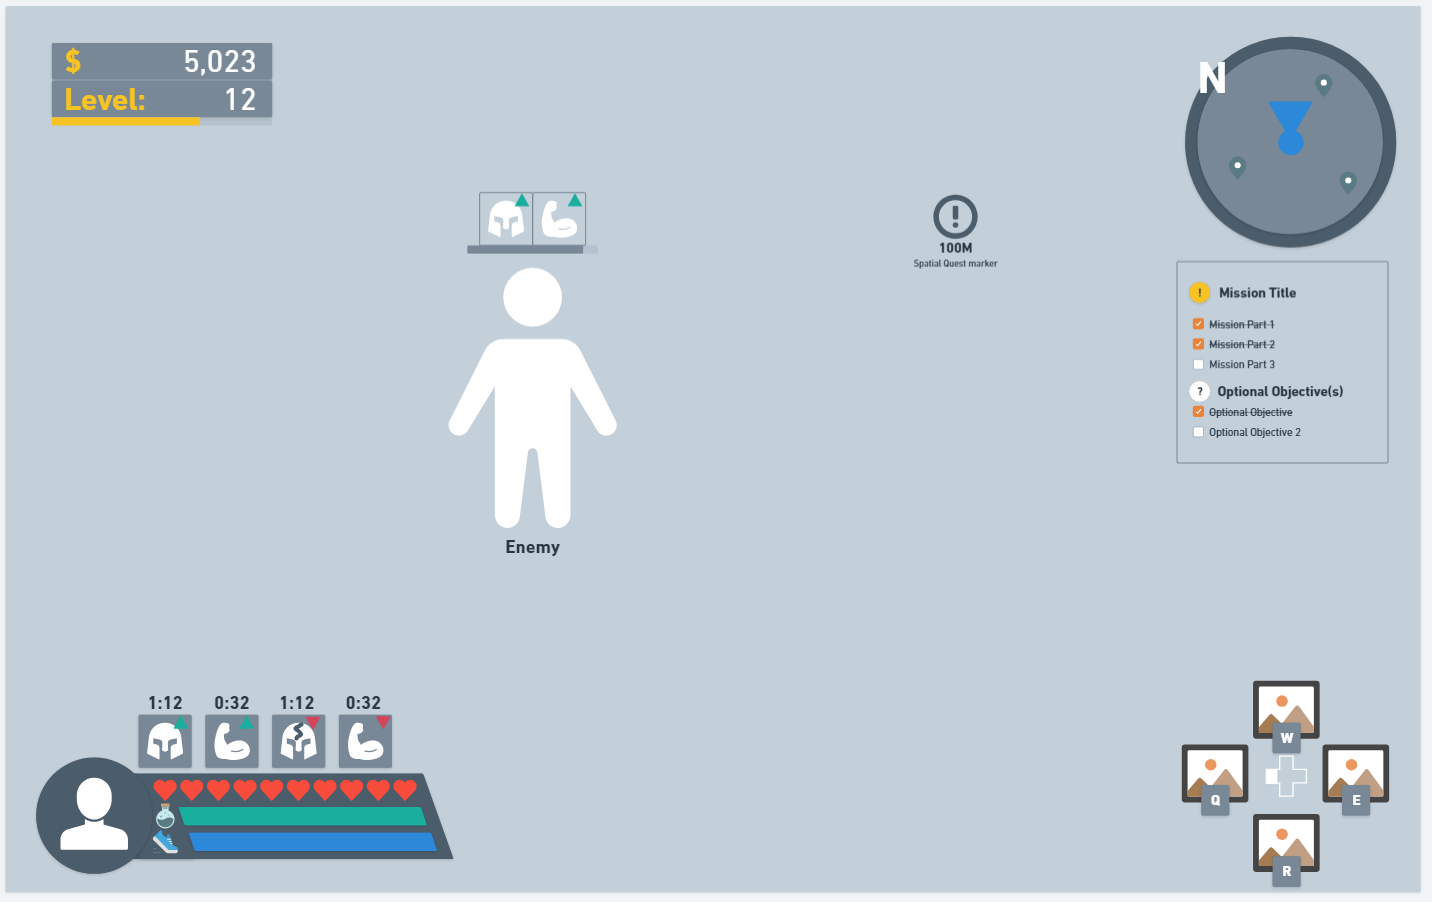 $ 5,023
Level: 12
N
100M
Spatial Quest marker
! Mission Title
Mission Part 1
Mission Part 2
Mission Part 3
? Optional Objective(s)
Optional Objective
Optional Objective 2
Enemy
1:12 0:32 1:12 0:32
W
Q E
R